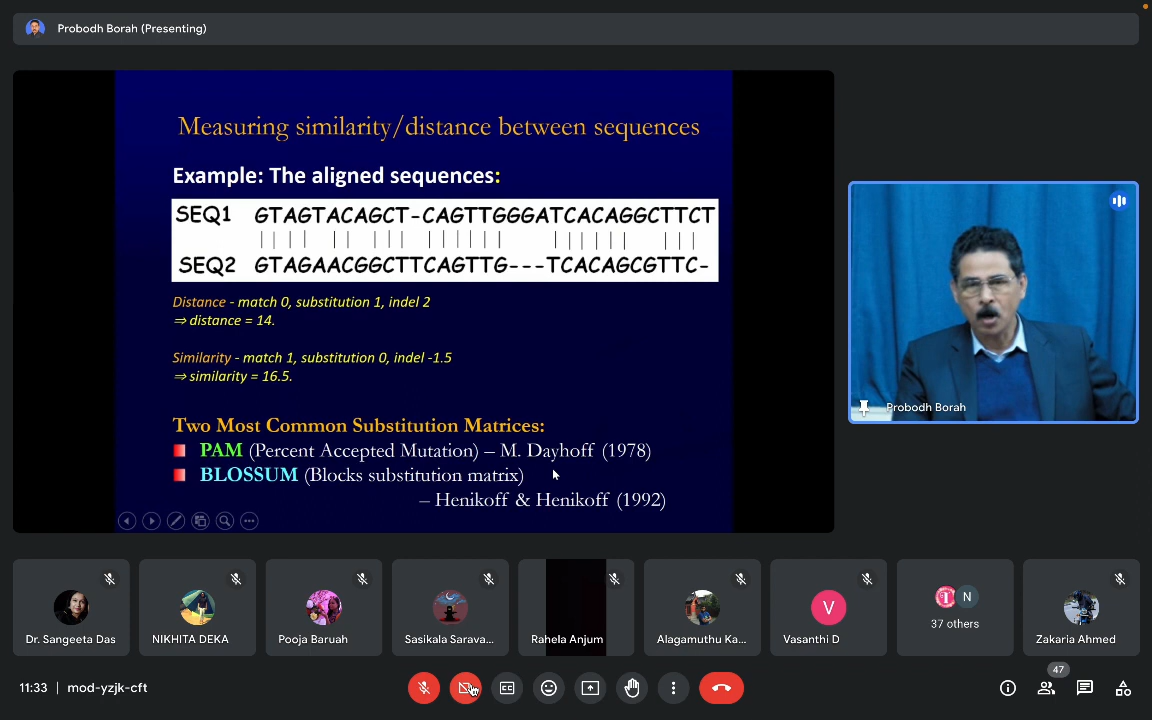 Probodh Borah (Presenting)
Measuring similarity/distance between sequences
Example: The aligned sequences:
SEQ1 GTAGTACAGCT-CAGTTGGGATCACAGGCTTCT
SEQ2 GTAGAACGGCTTCAGTTG---TCACAGCGTTC-
Distance - match 0, substitution 1, indel 2
⇒ distance = 14.
Similarity - match 1, substitution 0, indel -1.5
⇒ similarity = 16.5.
Two Most Common Substitution Matrices:
PAM (Percent Accepted Mutation) – M. Dayhoff (1978)
BLOSSUM (Blocks substitution matrix)
– Henikoff & Henikoff (1992)
Probodh Borah
T N
V
Dr. Sangeeta Das
NIKHITA DEKA
Pooja Baruah
Sasikala Sarava...
Rahela Anjum
Alagamuthu Ka...
Vasanthi D
37 others
Zakaria Ahmed
11:33 | mod-yzjk-cft
CC
47